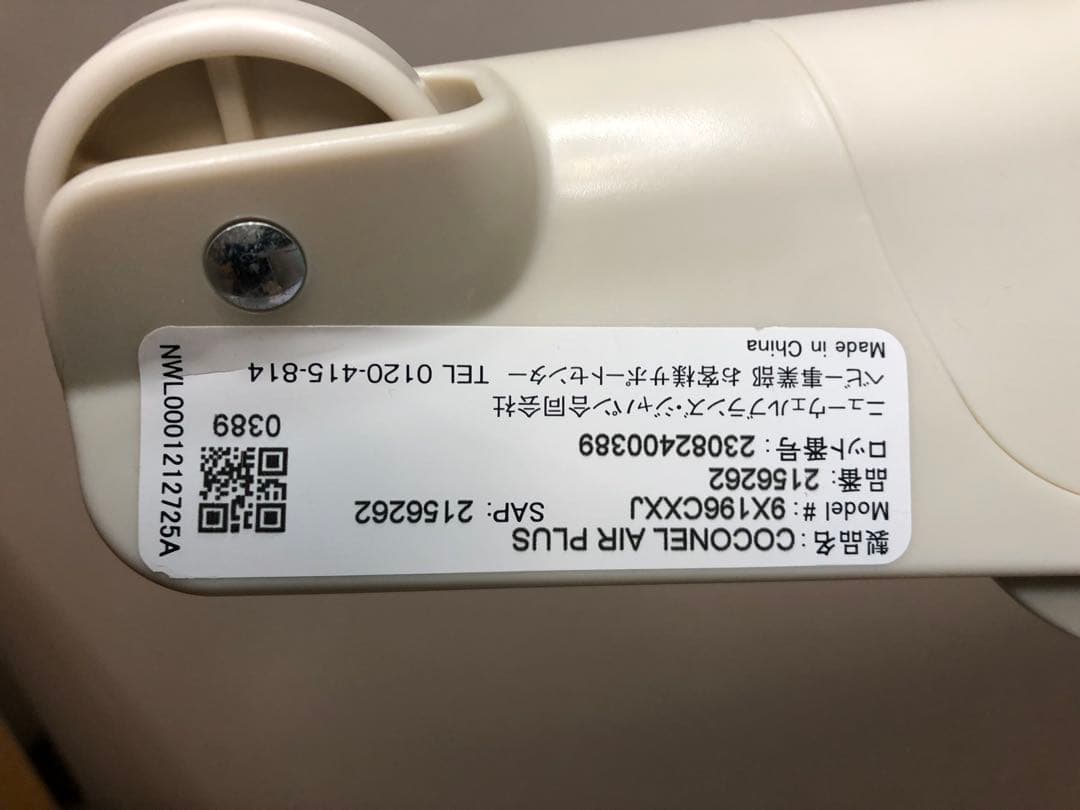 製品名：COCONEL AIR PLUS
Model #：9X196CXXJ SAP: 2156262
品番：2156262
ロット番号：23082400389
ニューウェルブランズ・ジャパン合同会社
ベビー事業部 お客様サポートセンター TEL 0120-415-814
Made in China
0389
NWL0001212725A